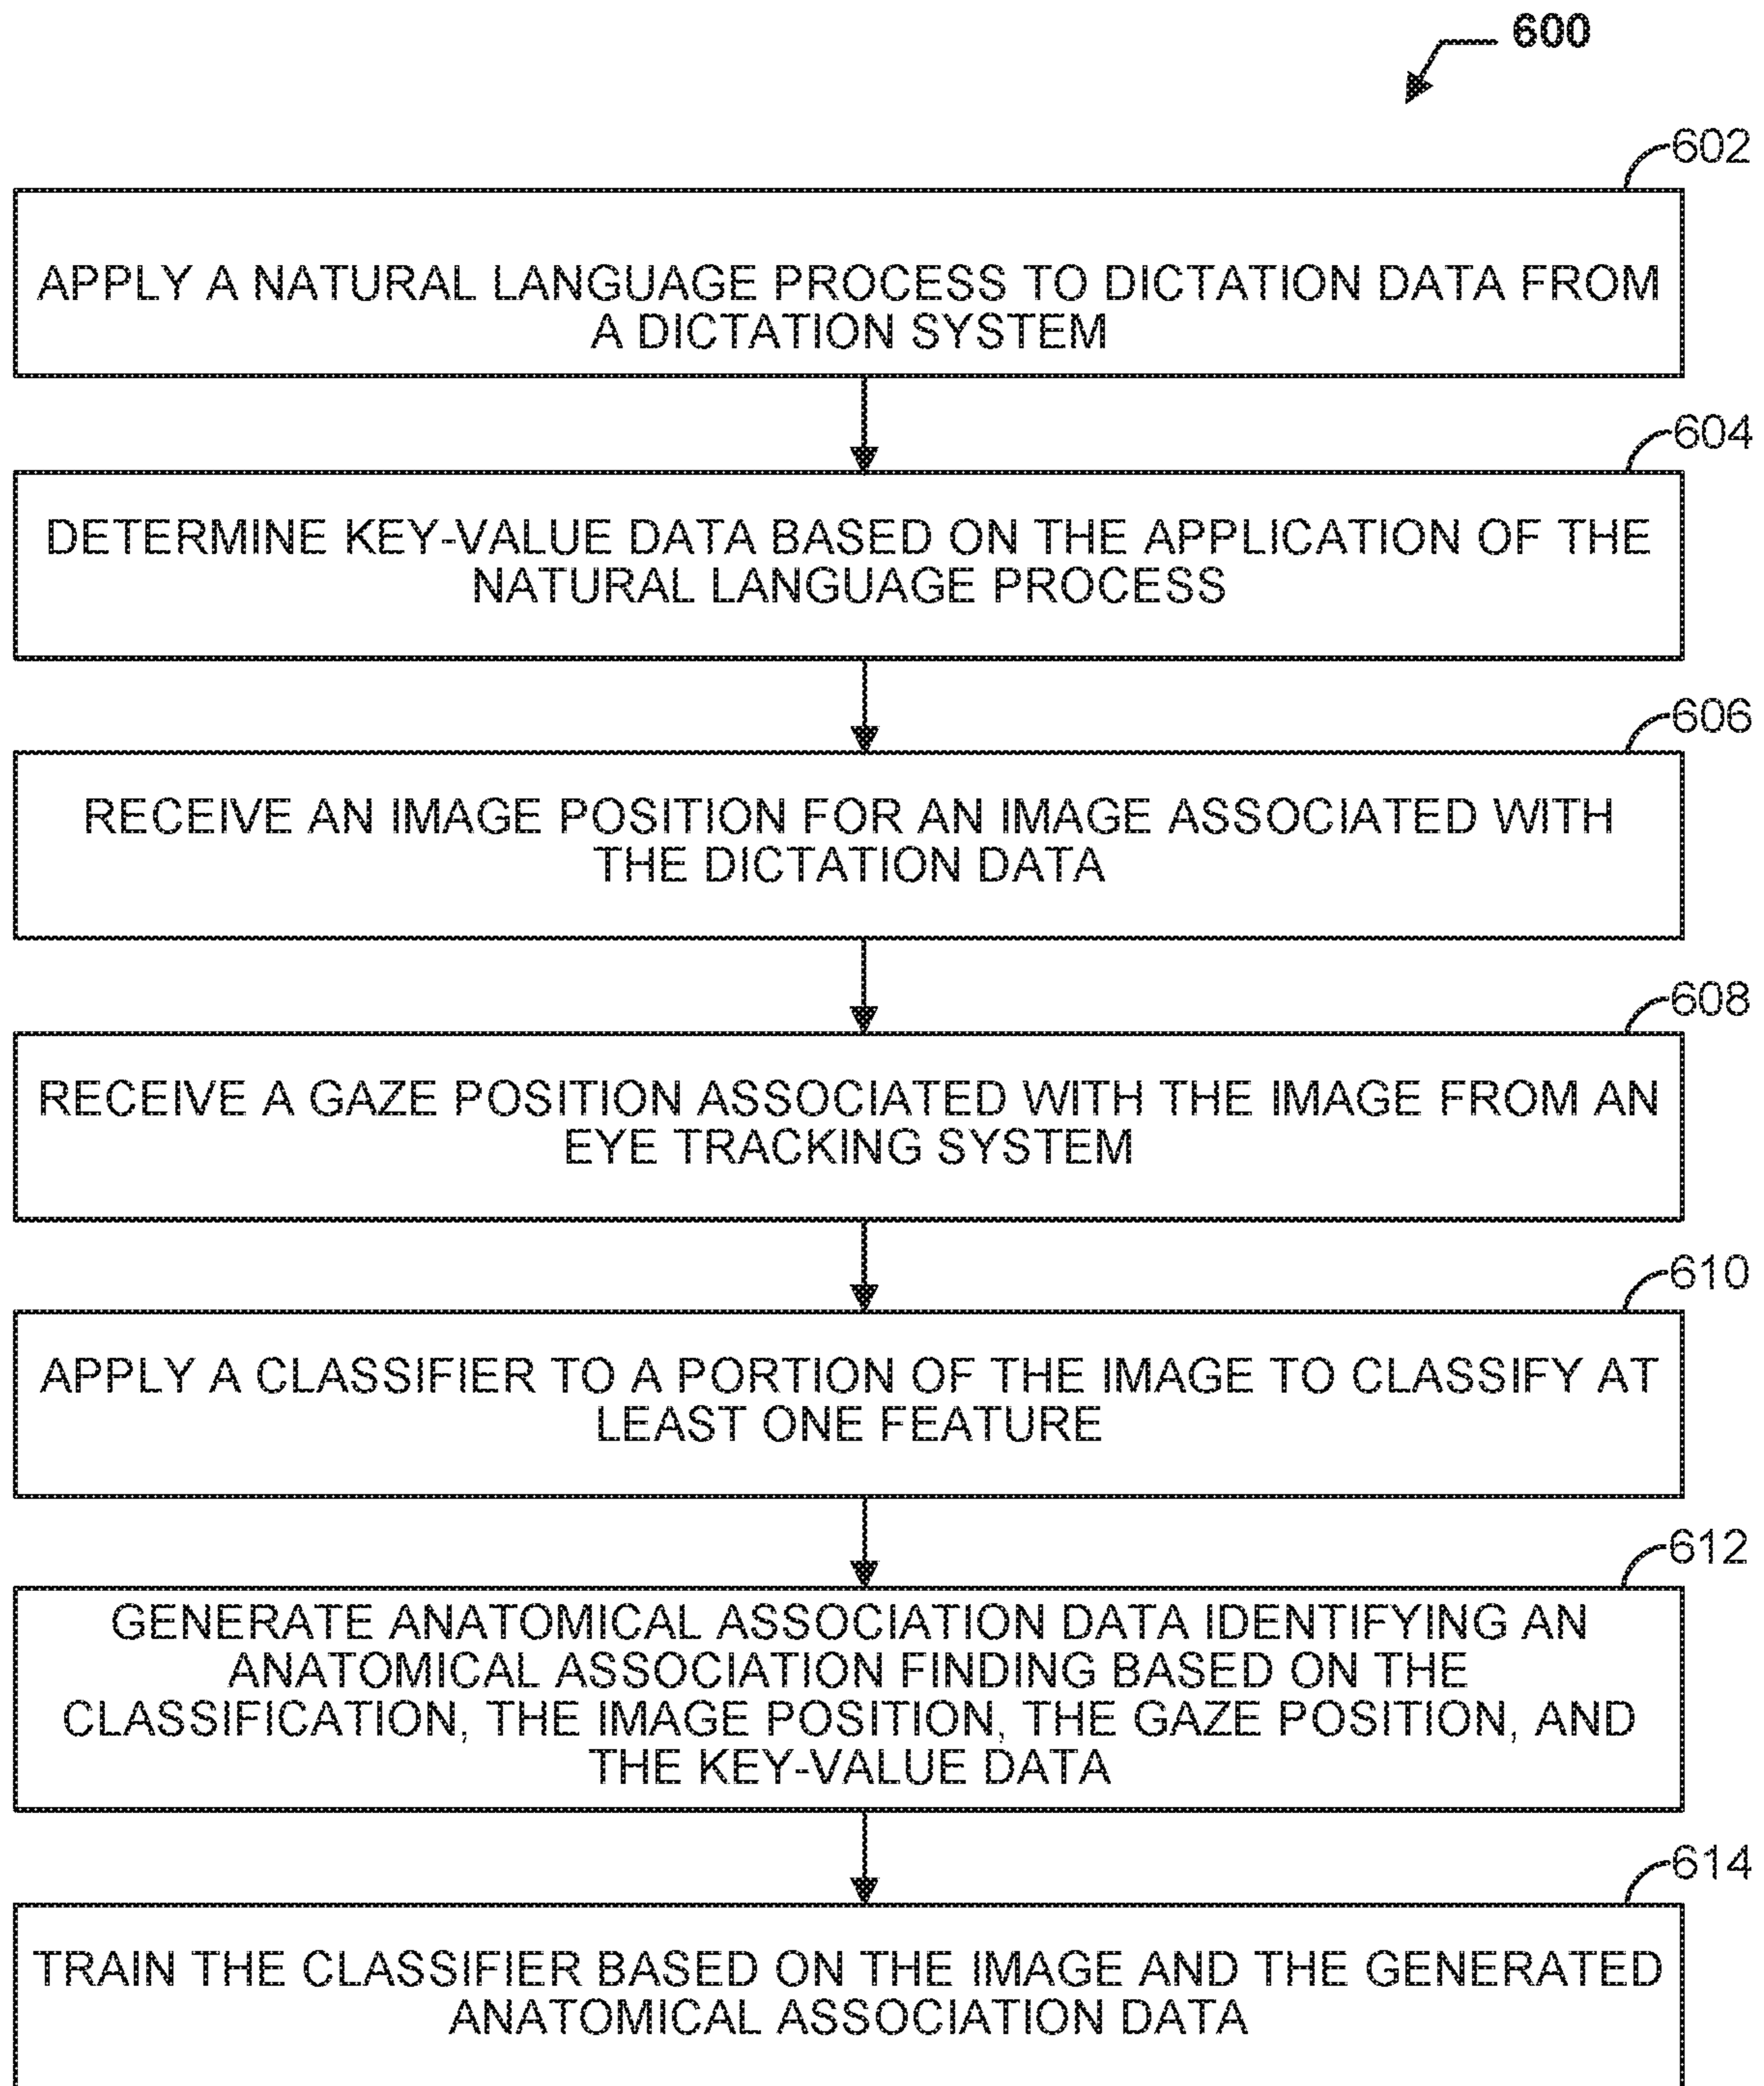 600
602
APPLY A NATURAL LANGUAGE PROCESS TO DICTATION DATA FROM
A DICTATION SYSTEM
604
DETERMINE KEY-VALUE DATA BASED ON THE APPLICATION OF THE
NATURAL LANGUAGE PROCESS
606
RECEIVE AN IMAGE POSITION FOR AN IMAGE ASSOCIATED WITH
THE DICTATION DATA
608
RECEIVE A GAZE POSITION ASSOCIATED WITH THE IMAGE FROM AN
EYE TRACKING SYSTEM
610
APPLY A CLASSIFIER TO A PORTION OF THE IMAGE TO CLASSIFY AT
LEAST ONE FEATURE
612
GENERATE ANATOMICAL ASSOCIATION DATA IDENTIFYING AN
ANATOMICAL ASSOCIATION FINDING BASED ON THE
CLASSIFICATION, THE IMAGE POSITION, THE GAZE POSITION, AND
THE KEY-VALUE DATA
614
TRAIN THE CLASSIFIER BASED ON THE IMAGE AND THE GENERATED
ANATOMICAL ASSOCIATION DATA